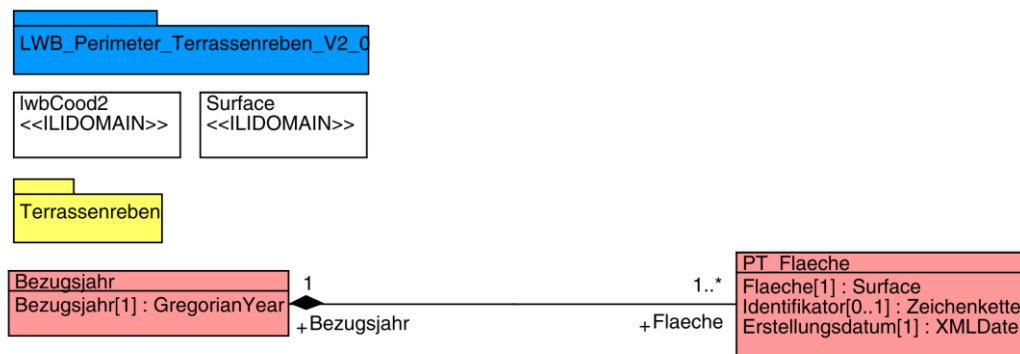 LWB_Perimeter_Terrassenreben_V2_0
lwbCood2
<<ILIDOMAIN>>
Surface
<<ILIDOMAIN>>
Terrassenreben
Bezugsjahr
Bezugsjahr[1] : GregorianYear
1
+Bezugsjahr
1..*
+Flaeche
PT_Flaeche
Flaeche[1] : Surface
Identifikator[0..1] : Zeichenkette
Erstellungsdatum[1] : XMLDate